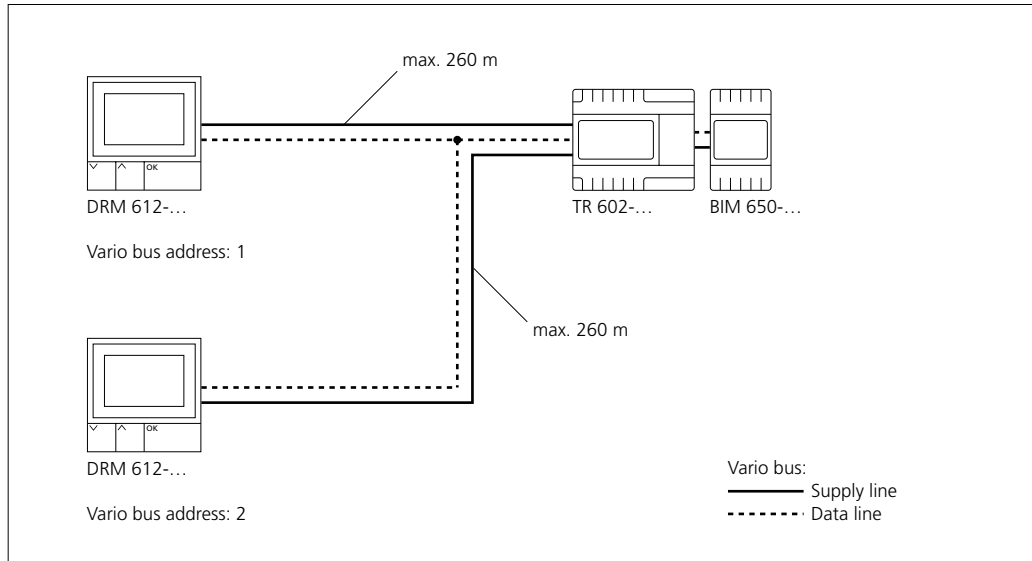 max. 260 m
OK
DRM 612-…
TR 602-…
BIM 650-…
Vario bus address: 1
max. 260 m
OK
DRM 612-…
Vario bus address: 2
Vario bus:
Supply line
Data line